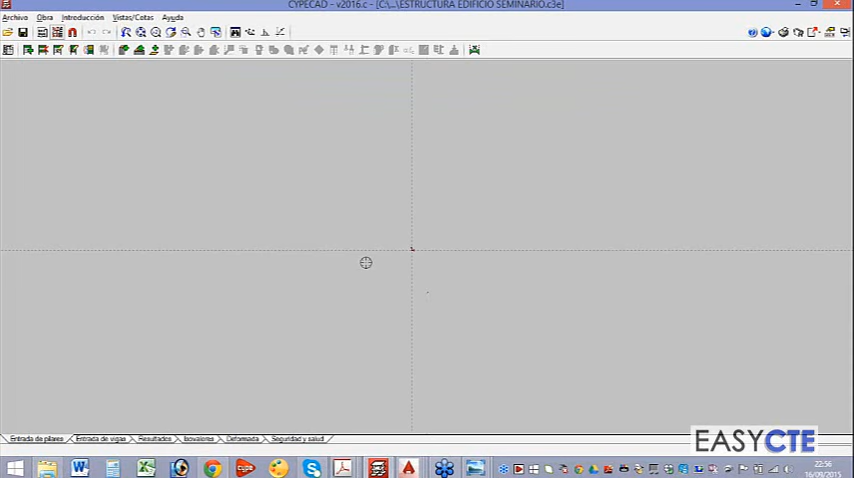 CYPECAD - v2016.c - [C:\...\ESTRUCTURA EDIFICIO SEMINARIO.c3e]
Archivo Obra Introducción Vistas/Cotas Ayuda
Entrada de pilares Entrada de vigas Resultados Isovalores Deformada Seguridad y salud
EASYCTE
22:56
16/09/2015